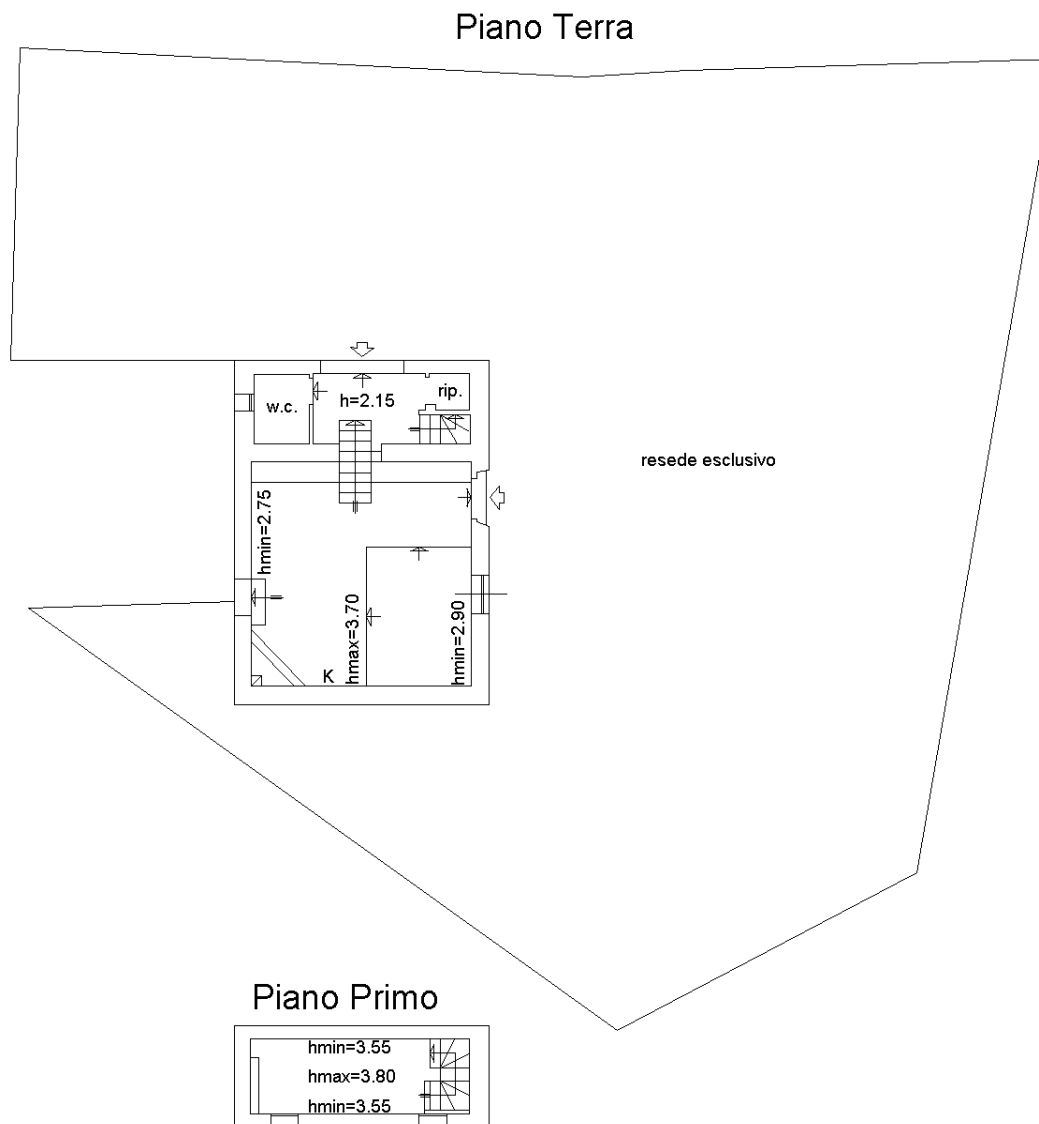 Piano Terra
w.c.
h=2.15
rip.
resede esclusivo
hmin=2.75
hmax=3.70
hmin=2.90
K
Piano Primo
hmin=3.55
hmax=3.80
hmin=3.55